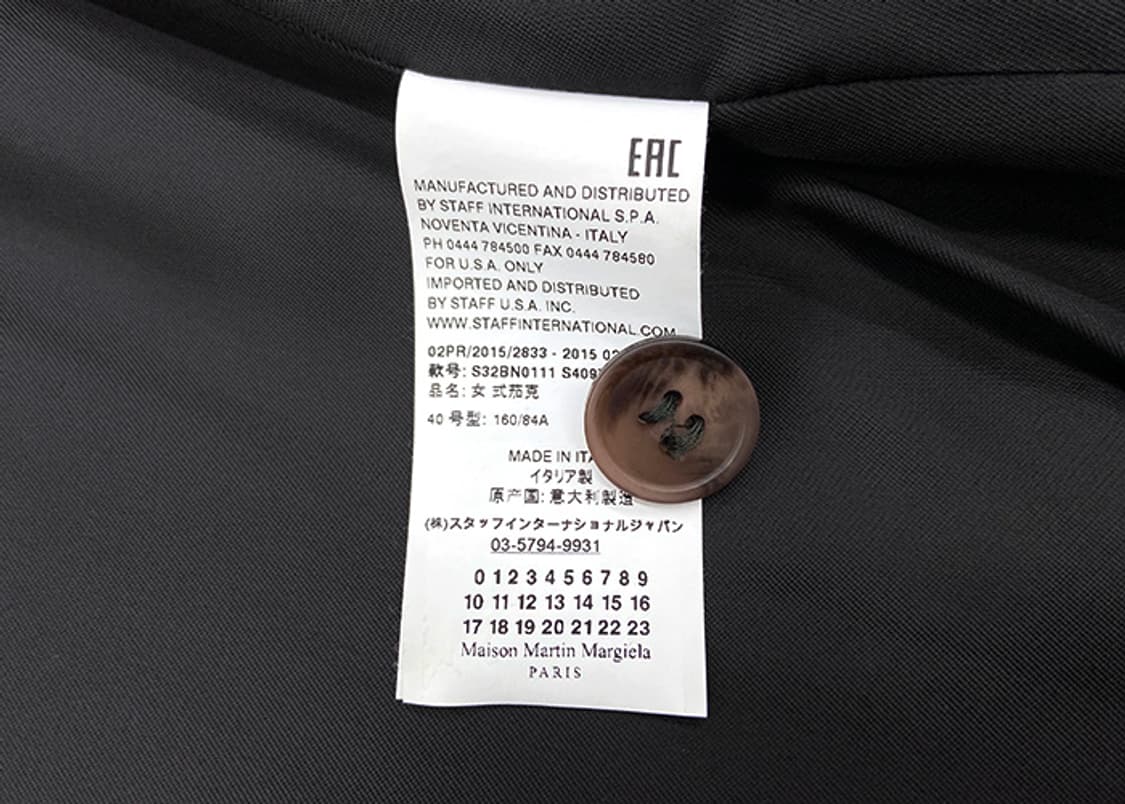 EAC
MANUFACTURED AND DISTRIBUTED
BY STAFF INTERNATIONAL S.P.A.
NOVENTA VICENTINA - ITALY
PH 0444 784500 FAX 0444 784580
FOR U.S.A. ONLY
IMPORTED AND DISTRIBUTED
BY STAFF U.S.A. INC.
WWW.STAFFINTERNATIONAL.COM
02PR/2015/2833 - 2015
款号: S32BN0111
品名: 女 式茄克
40 号型: 160/84A
MADE IN
イタリア製
原产国: 意大利製造
(株)スタッフインターナショナルジャパン
03-5794-9931
0 1 2 3 4 5 6 7 8 9
10 11 12 13 14 15 16
17 18 19 20 21 22 23
Maison Martin Margiela
PARIS